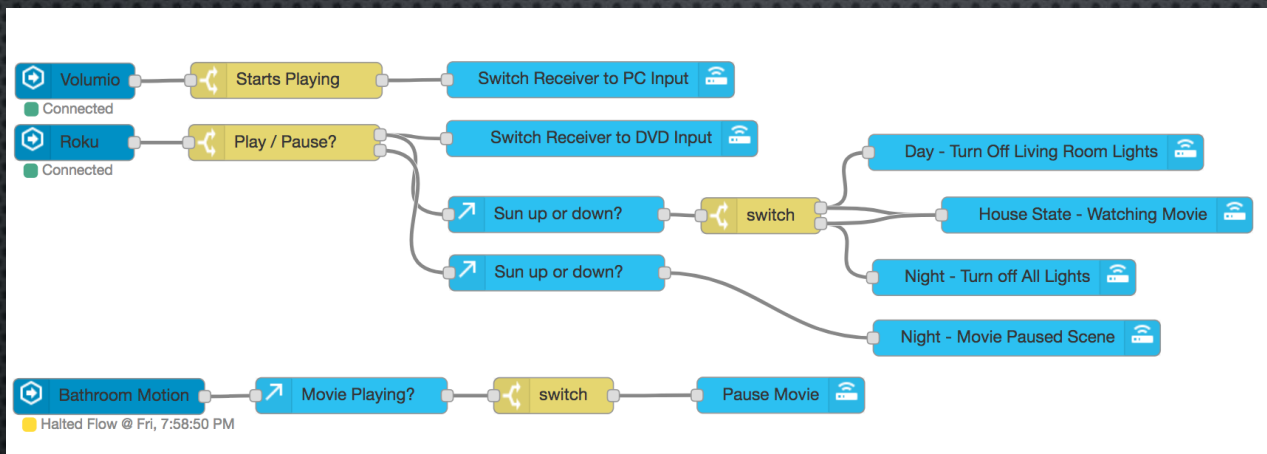 Volumio
Starts Playing
Switch Receiver to PC Input
Connected
Roku
Play / Pause?
Switch Receiver to DVD Input
Connected
Day - Turn Off Living Room Lights
Sun up or down?
switch
House State - Watching Movie
Sun up or down?
Night - Turn off All Lights
Night - Movie Paused Scene
Bathroom Motion
Movie Playing?
switch
Pause Movie
Halted Flow @ Fri, 7:58:50 PM